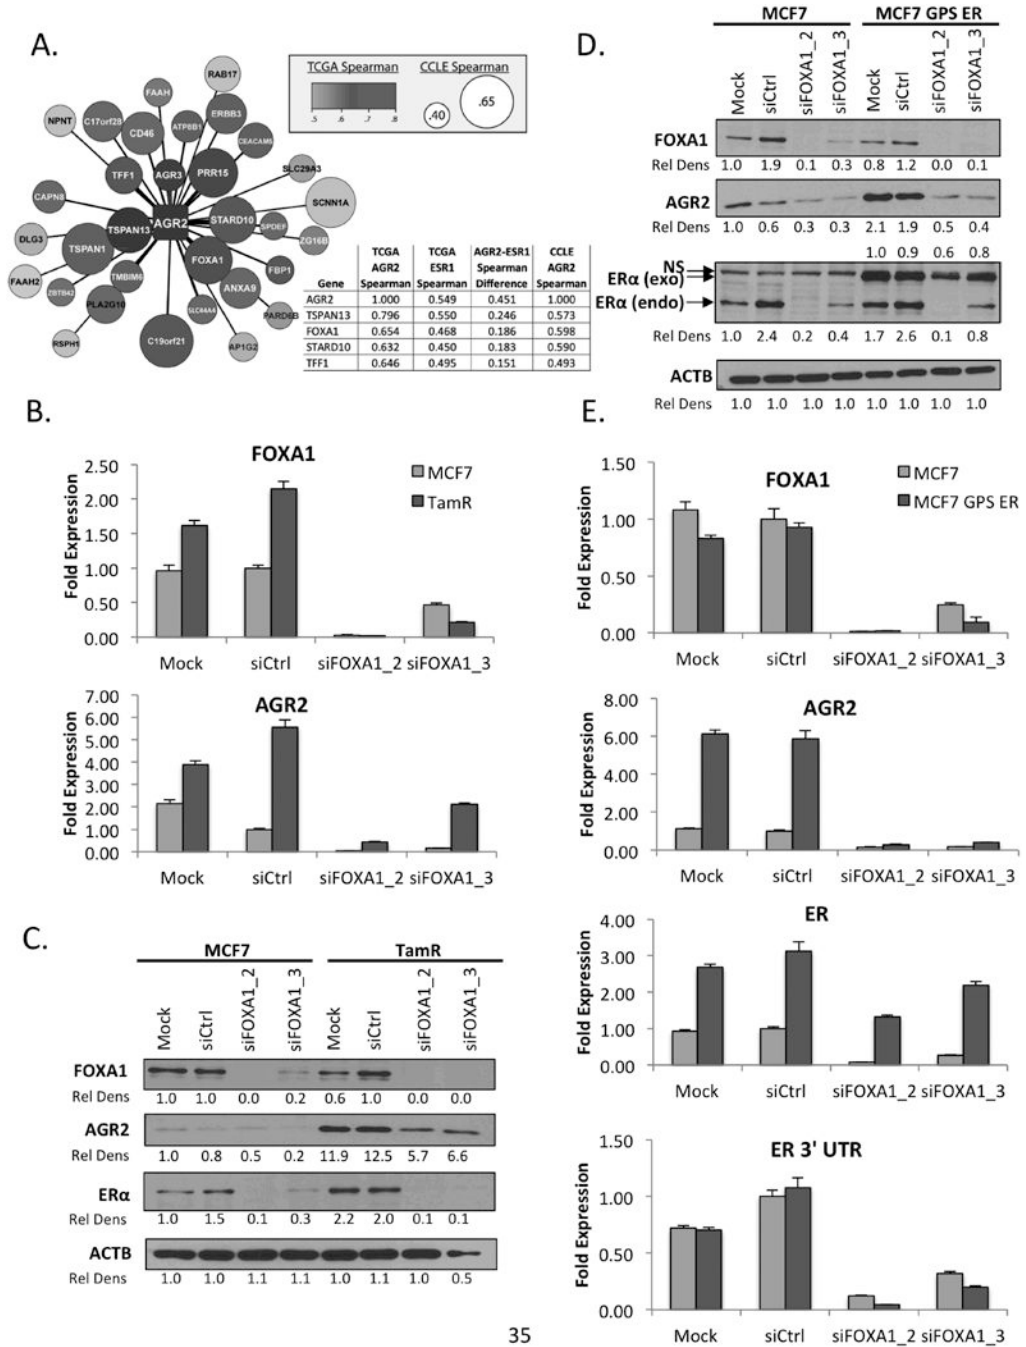 A.
TCGA Spearman CCLE Spearman
.5 .6 .7 .8
.40
.65
RAB17
FAAH
NPNT
C17orf28
ATP8B1
ERBB3
CD46
CEACAM5
SLC29A3
TFF1
AGR3
PRR15
CAPN8
SCNN1A
AGR2
STARD10
TSPAN13
SPDEF
DLG3
TSPAN1
ZG16B
FOXA1
FBP1
FAAH2
TMBIM6
ZBTB42
ANXA9
PLA2G10
SLC44A4
PARD6B
RSPH1
C19orf21
AP1G2
Gene TCGA AGR2 Spearman TCGA ESR1 Spearman AGR2-ESR1 Spearman Difference CCLE AGR2 Spearman
AGR2 1.000 0.549 0.451 1.000
TSPAN13 0.796 0.550 0.246 0.573
FOXA1 0.654 0.468 0.186 0.598
STARD10 0.632 0.450 0.183 0.590
TFF1 0.646 0.495 0.151 0.493
B.
FOXA1
MCF7
TamR
Fold Expression
2.50
2.00
1.50
1.00
0.50
0.00
Mock siCtrl siFOXA1_2 siFOXA1_3
AGR2
Fold Expression
7.00
6.00
5.00
4.00
3.00
2.00
1.00
0.00
Mock siCtrl siFOXA1_2 siFOXA1_3
C.
MCF7 TamR
Mock siCtrl siFOXA1_2 siFOXA1_3 Mock siCtrl siFOXA1_2 siFOXA1_3
FOXA1
Rel Dens 1.0 1.0 0.0 0.2 0.6 1.0 0.0 0.0
AGR2
Rel Dens 1.0 0.8 0.5 0.2 11.9 12.5 5.7 6.6
ERα
Rel Dens 1.0 1.5 0.1 0.3 2.2 2.0 0.1 0.1
ACTB
Rel Dens 1.0 1.0 1.1 1.1 1.0 1.1 1.0 0.5
D.
MCF7 MCF7 GPS ER
Mock siCtrl siFOXA1_2 siFOXA1_3 Mock siCtrl siFOXA1_2 siFOXA1_3
FOXA1
Rel Dens 1.0 1.9 0.1 0.3 0.8 1.2 0.0 0.1
AGR2
Rel Dens 1.0 0.6 0.3 0.3 2.1 1.9 0.5 0.4
1.0 0.9 0.6 0.8
NS
ERα (exo)
ERα (endo)
Rel Dens 1.0 2.4 0.2 0.4 1.7 2.6 0.1 0.8
ACTB
Rel Dens 1.0 1.0 1.0 1.0 1.0 1.0 1.0 1.0
E.
FOXA1
MCF7
MCF7 GPS ER
Fold Expression
1.50
1.00
0.50
0.00
Mock siCtrl siFOXA1_2 siFOXA1_3
AGR2
Fold Expression
8.00
6.00
4.00
2.00
0.00
Mock siCtrl siFOXA1_2 siFOXA1_3
ER
Fold Expression
4.00
3.00
2.00
1.00
0.00
Mock siCtrl siFOXA1_2 siFOXA1_3
ER 3' UTR
Fold Expression
1.50
1.00
0.50
0.00
Mock siCtrl siFOXA1_2 siFOXA1_3
35